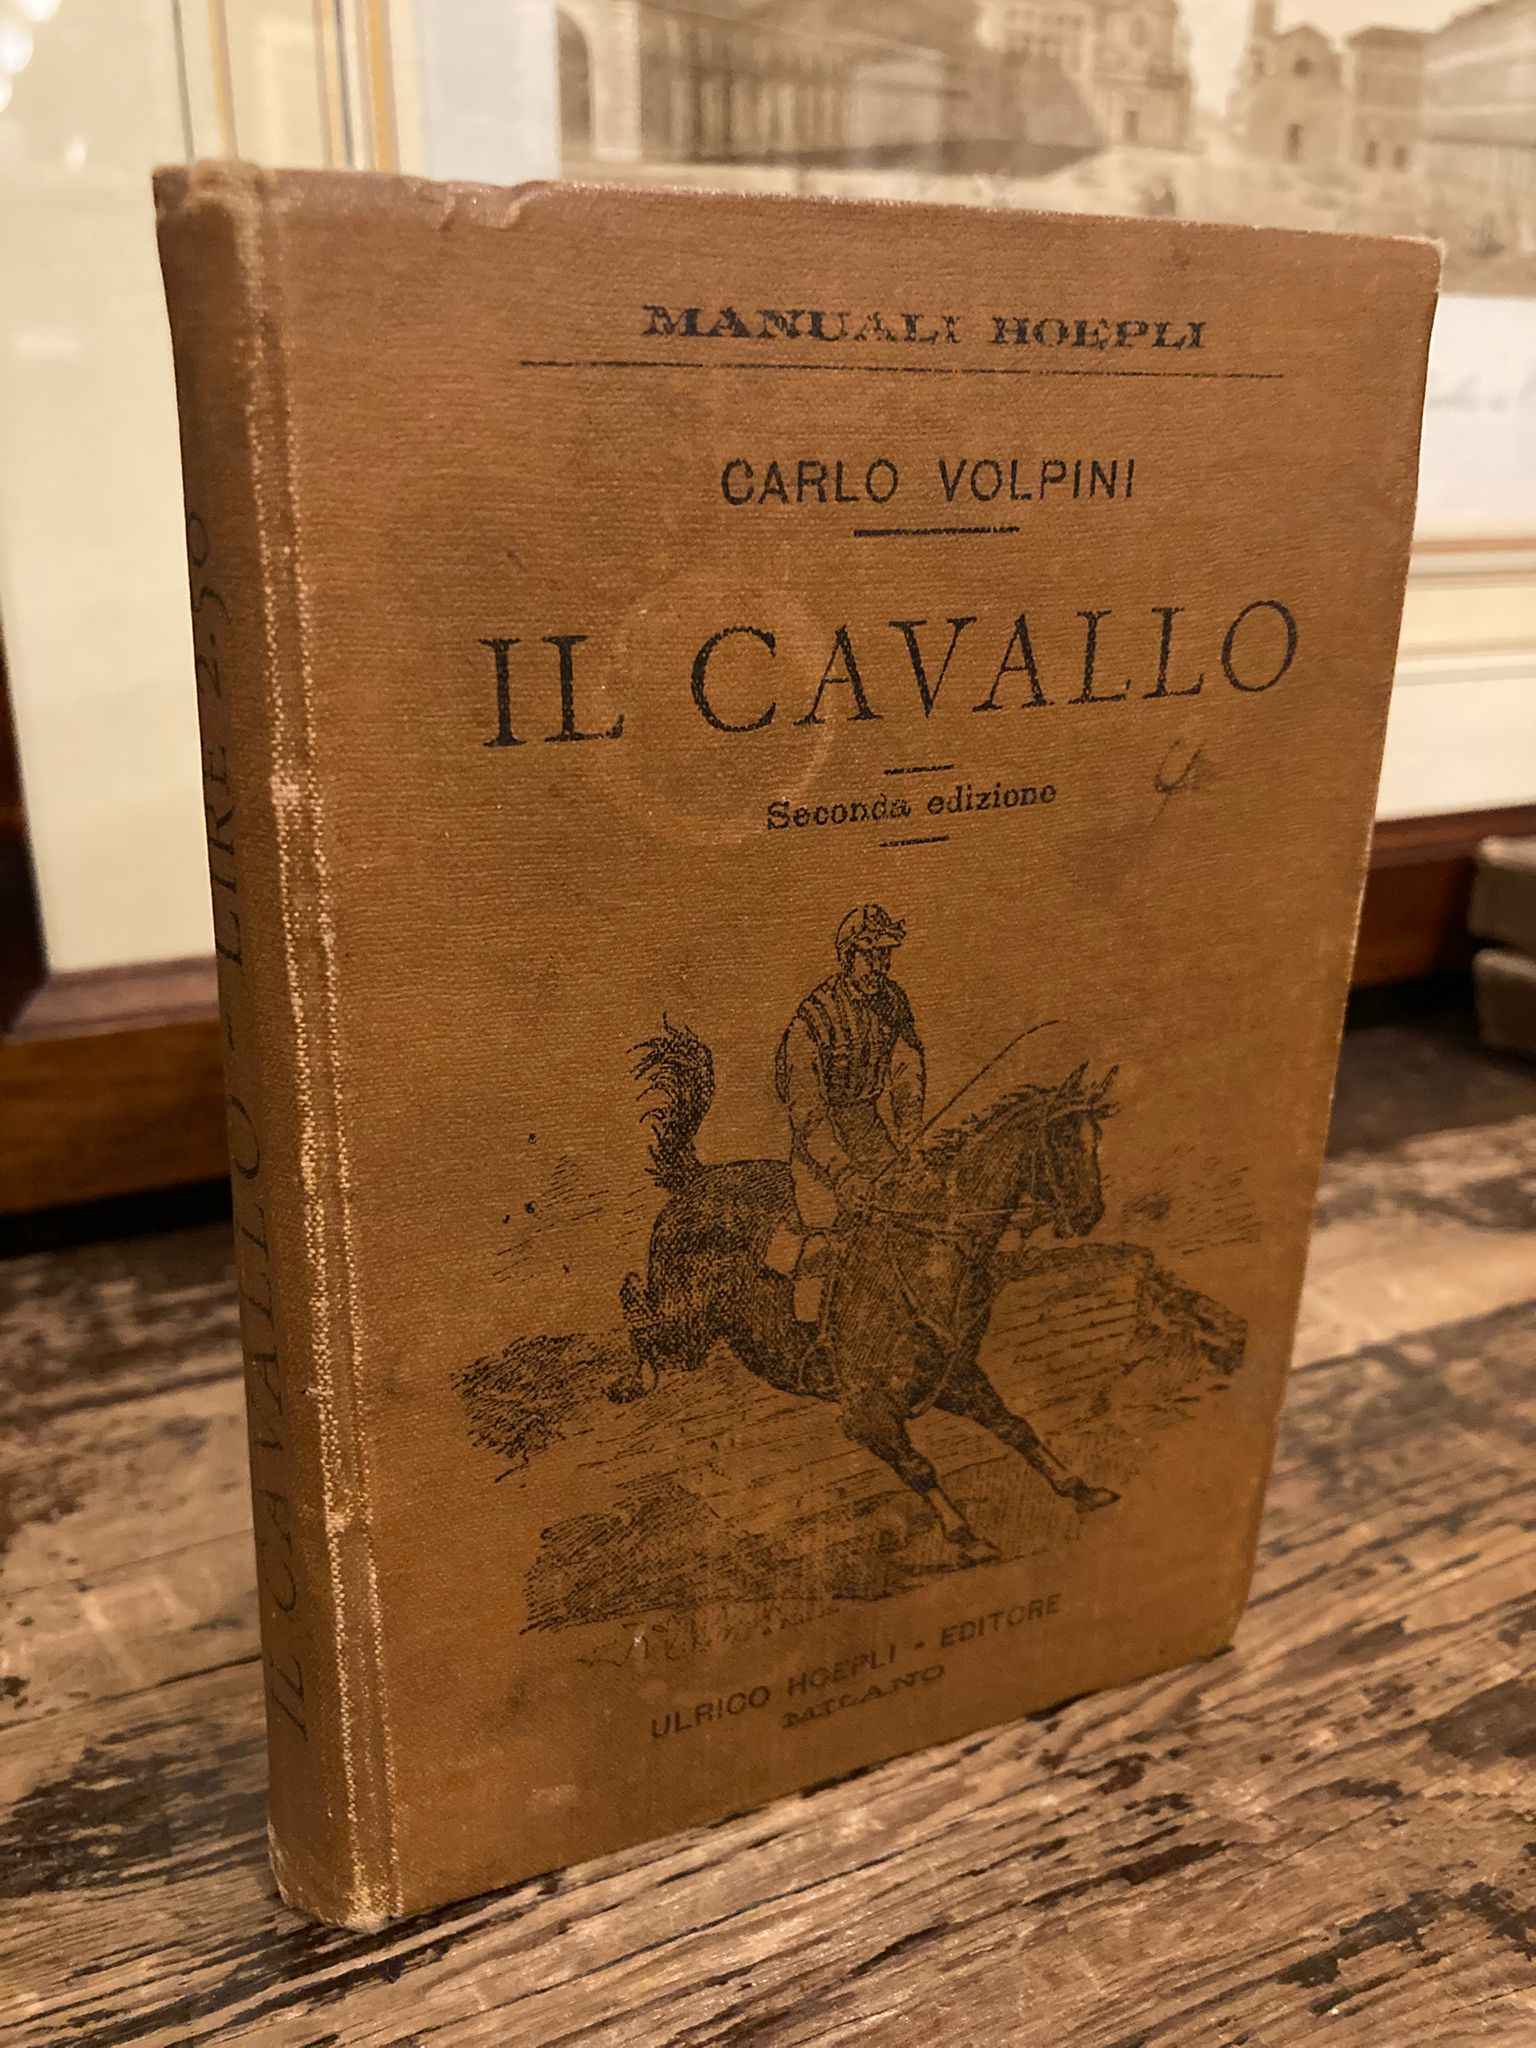 MANUALI HOEPLI
CARLO VOLPINI
IL CAVALLO
Seconda edizione
ULRICO HOEPLI - EDITORE
MILANO
IL CAVALLO - LIRE 2.50